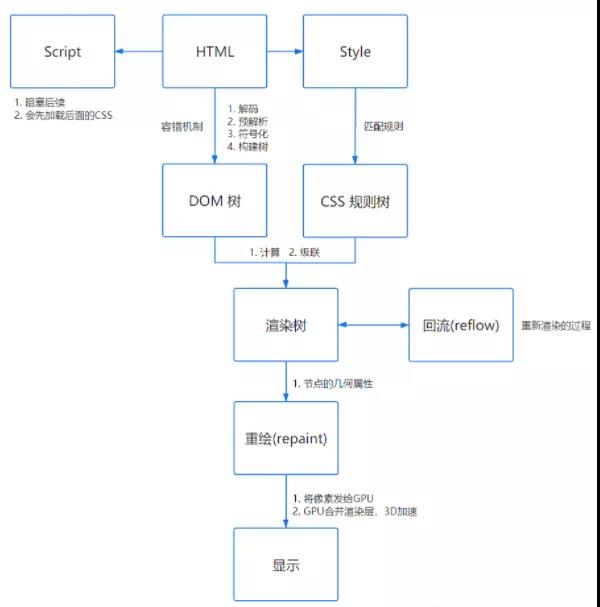 Script
HTML
Style
1. 阻塞后续
2. 会先加载后面的CSS
容错机制
1. 解码
2. 预解析
3. 符号化
4. 构建树
匹配规则
DOM 树
CSS 规则树
1. 计算 2. 级联
渲染树
回流(reflow)
重新渲染的过程
1. 节点的几何属性
重绘(repaint)
1. 将像素发给GPU
2. GPU合并渲染层，3D加速
显示